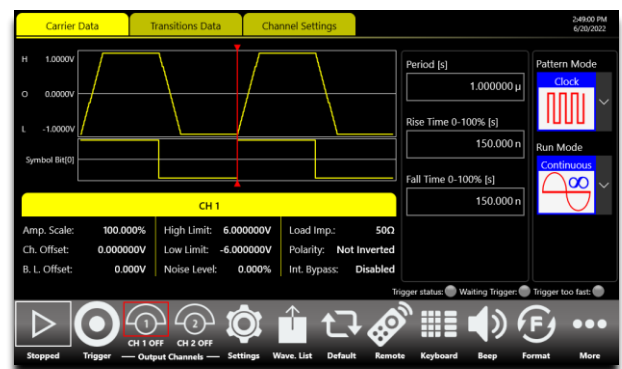 Carrier Data Transitions Data Channel Settings
2:49:00 PM
6/20/2022
H 1.0000V
O 0.0000V
L -1.0000V
Symbol Bit[0]
Period [s]
1.000000 µ
Rise Time 0-100% [s]
150.000 n
Fall Time 0-100% [s]
150.000 n
Pattern Mode
Clock
Run Mode
Continuous
∞
CH 1
Amp. Scale: 100.000% High Limit: 6.000000V Load Imp.: 50Ω
Ch. Offset: 0.000000V Low Limit: -6.000000V Polarity: Not Inverted
B. L. Offset: 0.000V Noise Level: 0.000% Int. Bypass: Disabled
Trigger status: Waiting Trigger: Trigger too fast:
1 2 F
CH 1 OFF CH 2 OFF
Stopped Trigger Output Channels Settings Wave. List Default Remote Keyboard Beep Format More